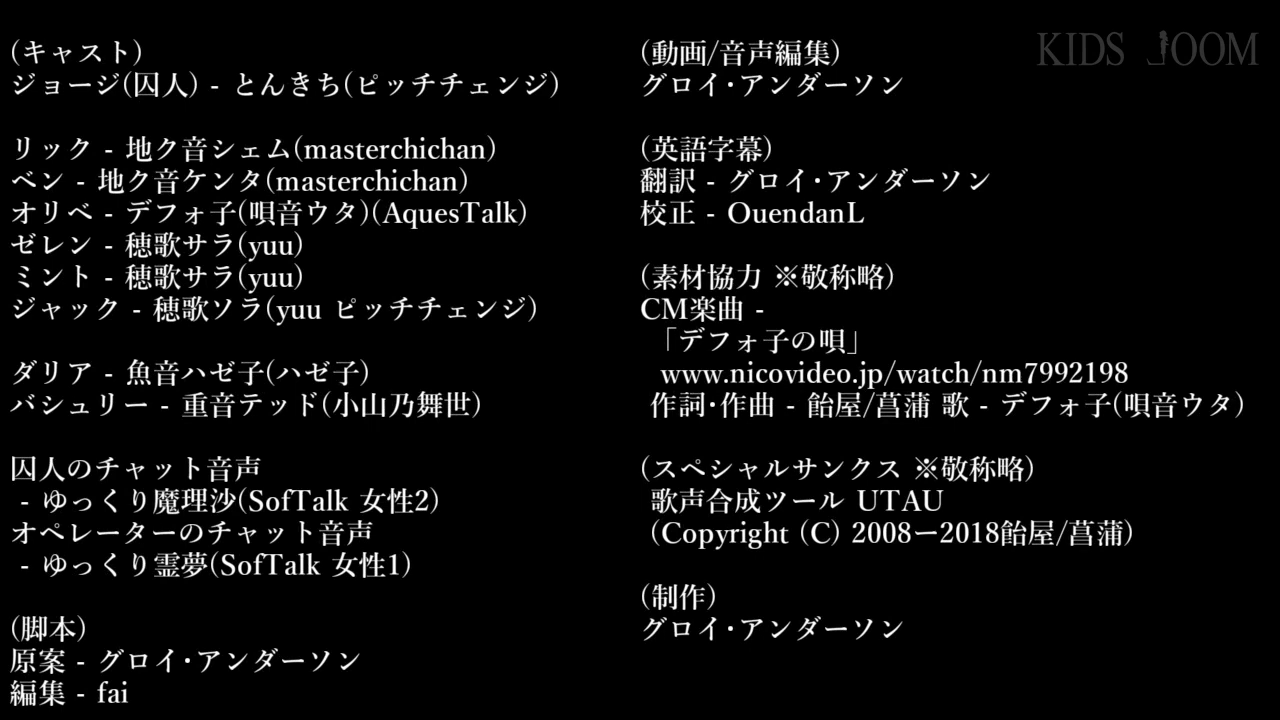 (キャスト)
ジョージ(囚人) - とんきち(ピッチチェンジ)
リック - 地ク音シェム(masterchichan)
ベン - 地ク音ケンタ(masterchichan)
オリベ - デフォ子(唄音ウタ)(AquesTalk)
ゼレン - 穂歌サラ(yuu)
ミント - 穂歌サラ(yuu)
ジャック - 穂歌ソラ(yuu ピッチチェンジ)
ダリア - 魚音ハゼ子(ハゼ子)
バシュリー - 重音テッド(小山乃舞世)
囚人のチャット音声
- ゆっくり魔理沙(SofTalk 女性2)
オペレーターのチャット音声
- ゆっくり霊夢(SofTalk 女性1)
(脚本)
原案 - グロイ・アンダーソン
編集 - fai
(動画/音声編集)
グロイ・アンダーソン
(英語字幕)
翻訳 - グロイ・アンダーソン
校正 - OuendanL
(素材協力 ※敬称略)
CM楽曲 -
「デフォ子の唄」
www.nicovideo.jp/watch/nm7992198
作詞・作曲 - 飴屋/菖蒲 歌 - デフォ子(唄音ウタ)
(スペシャルサンクス ※敬称略)
歌声合成ツール UTAU
(Copyright (C) 2008ー2018飴屋/菖蒲)
(制作)
グロイ・アンダーソン
KIDS ROOM